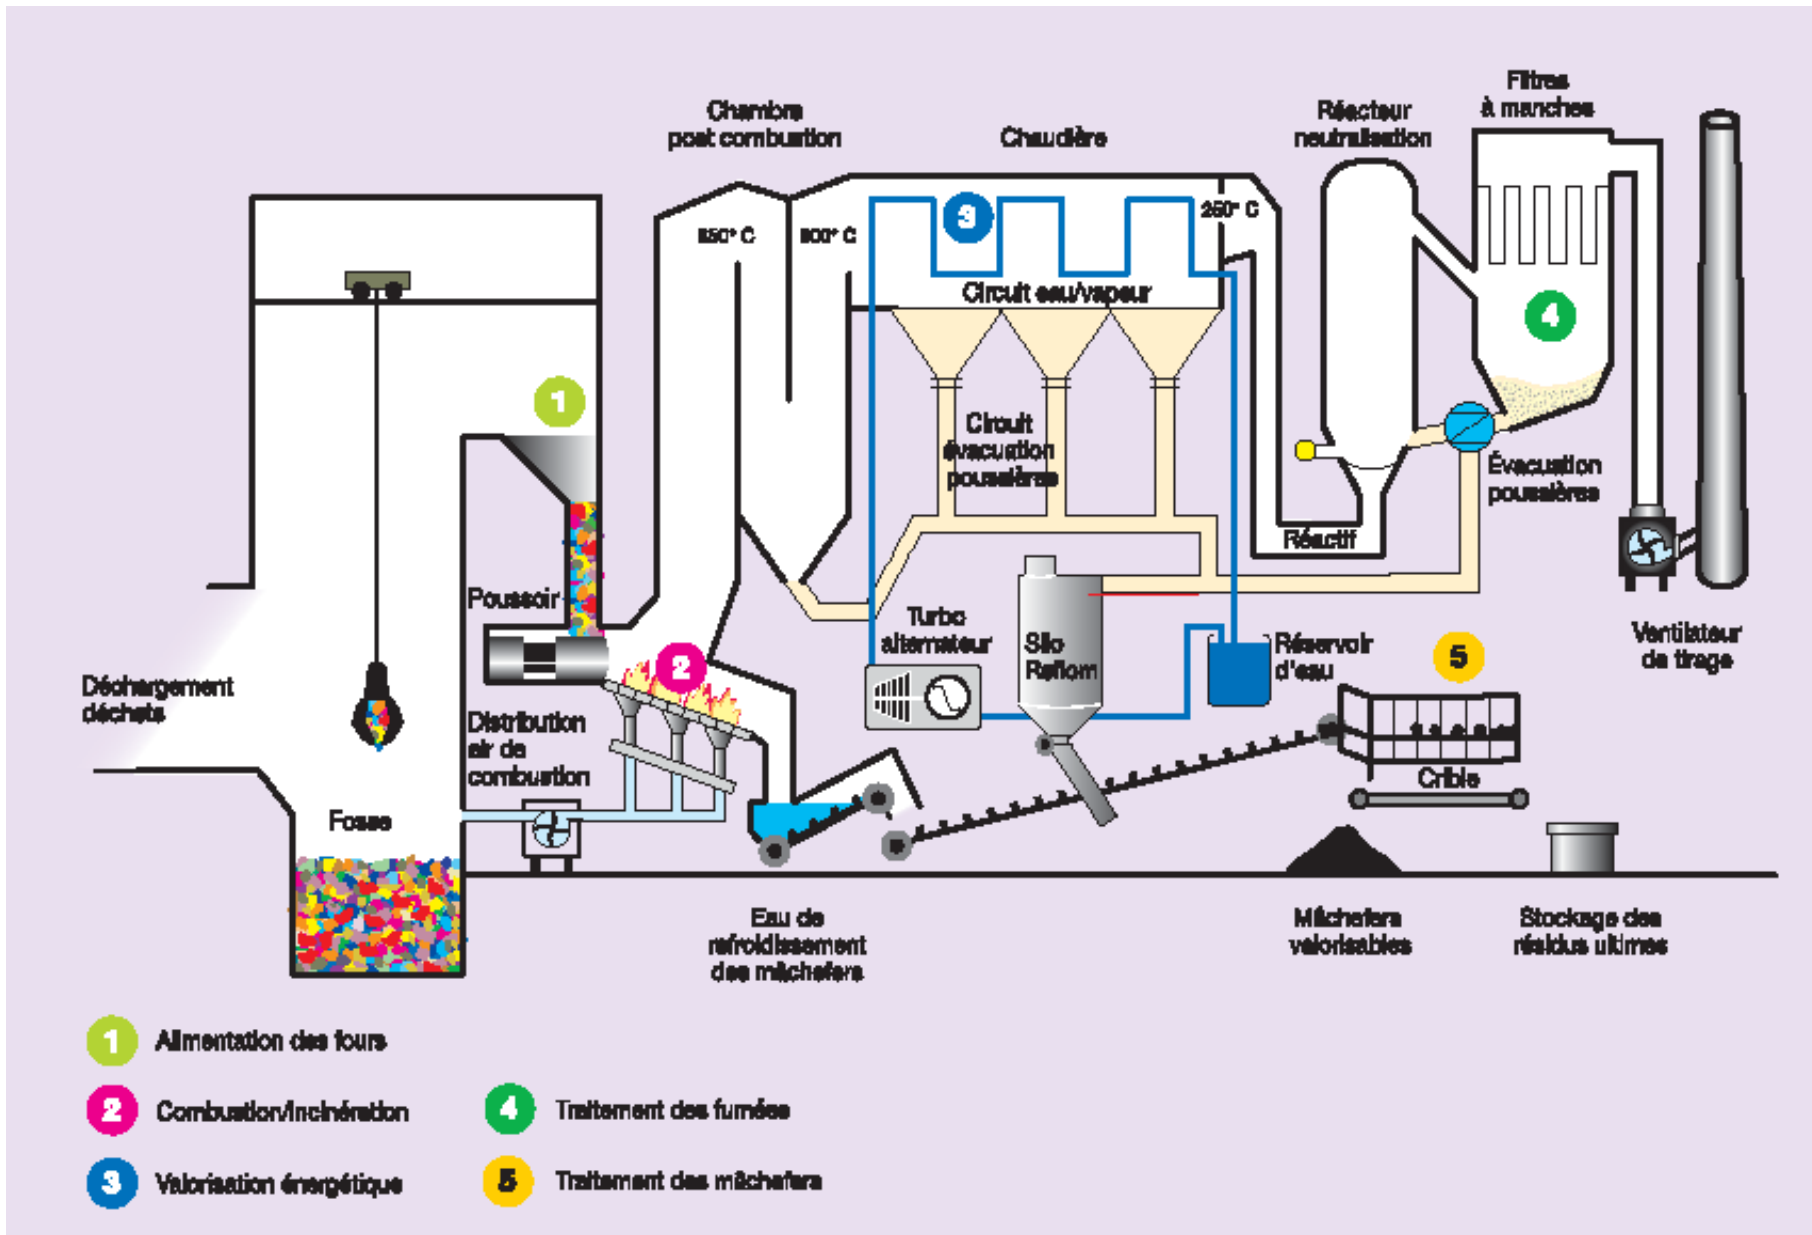 Filtres
à manches
Chambre
post combustion
Chaudière
Réacteur
neutralisation
850° C
800° C
3
250° C
Circuit eau/vapeur
4
1
Circuit
évacuation
poussières
Évacuation
poussières
Réactif
Poussoir
Turbo
alternateur
Silo
Refiom
Réservoir
d'eau
5
Ventilateur
de tirage
2
Déchargement
déchets
Distribution
air de
combustion
Crible
Fosse
Eau de
refroidissement
des mâchefers
Mâchefers
valorisables
Stockage des
résidus ultimes
1 Alimentation des fours
2 Combustion/Incinération
3 Valorisation énergétique
4 Traitement des fumées
5 Traitement des mâchefers